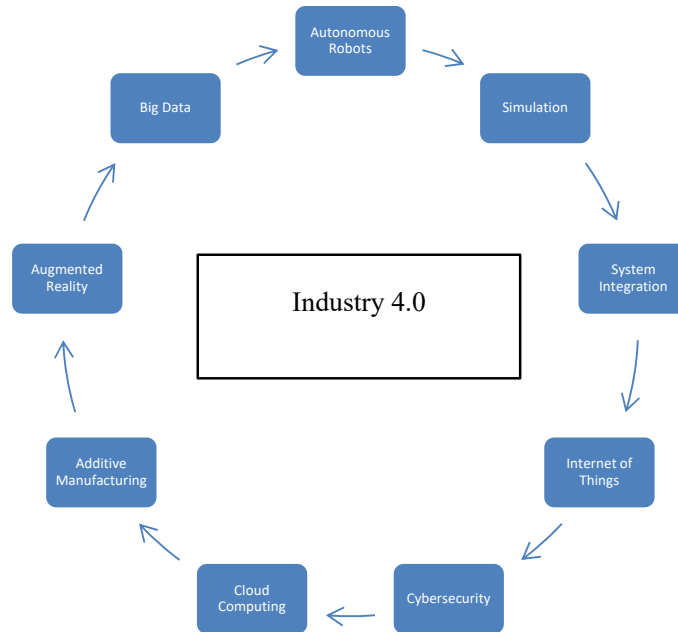 Autonomous
Robots
Simulation
System
Integration
Internet of
Things
Cybersecurity
Cloud
Computing
Additive
Manufacturing
Augmented
Reality
Big Data
Industry 4.0